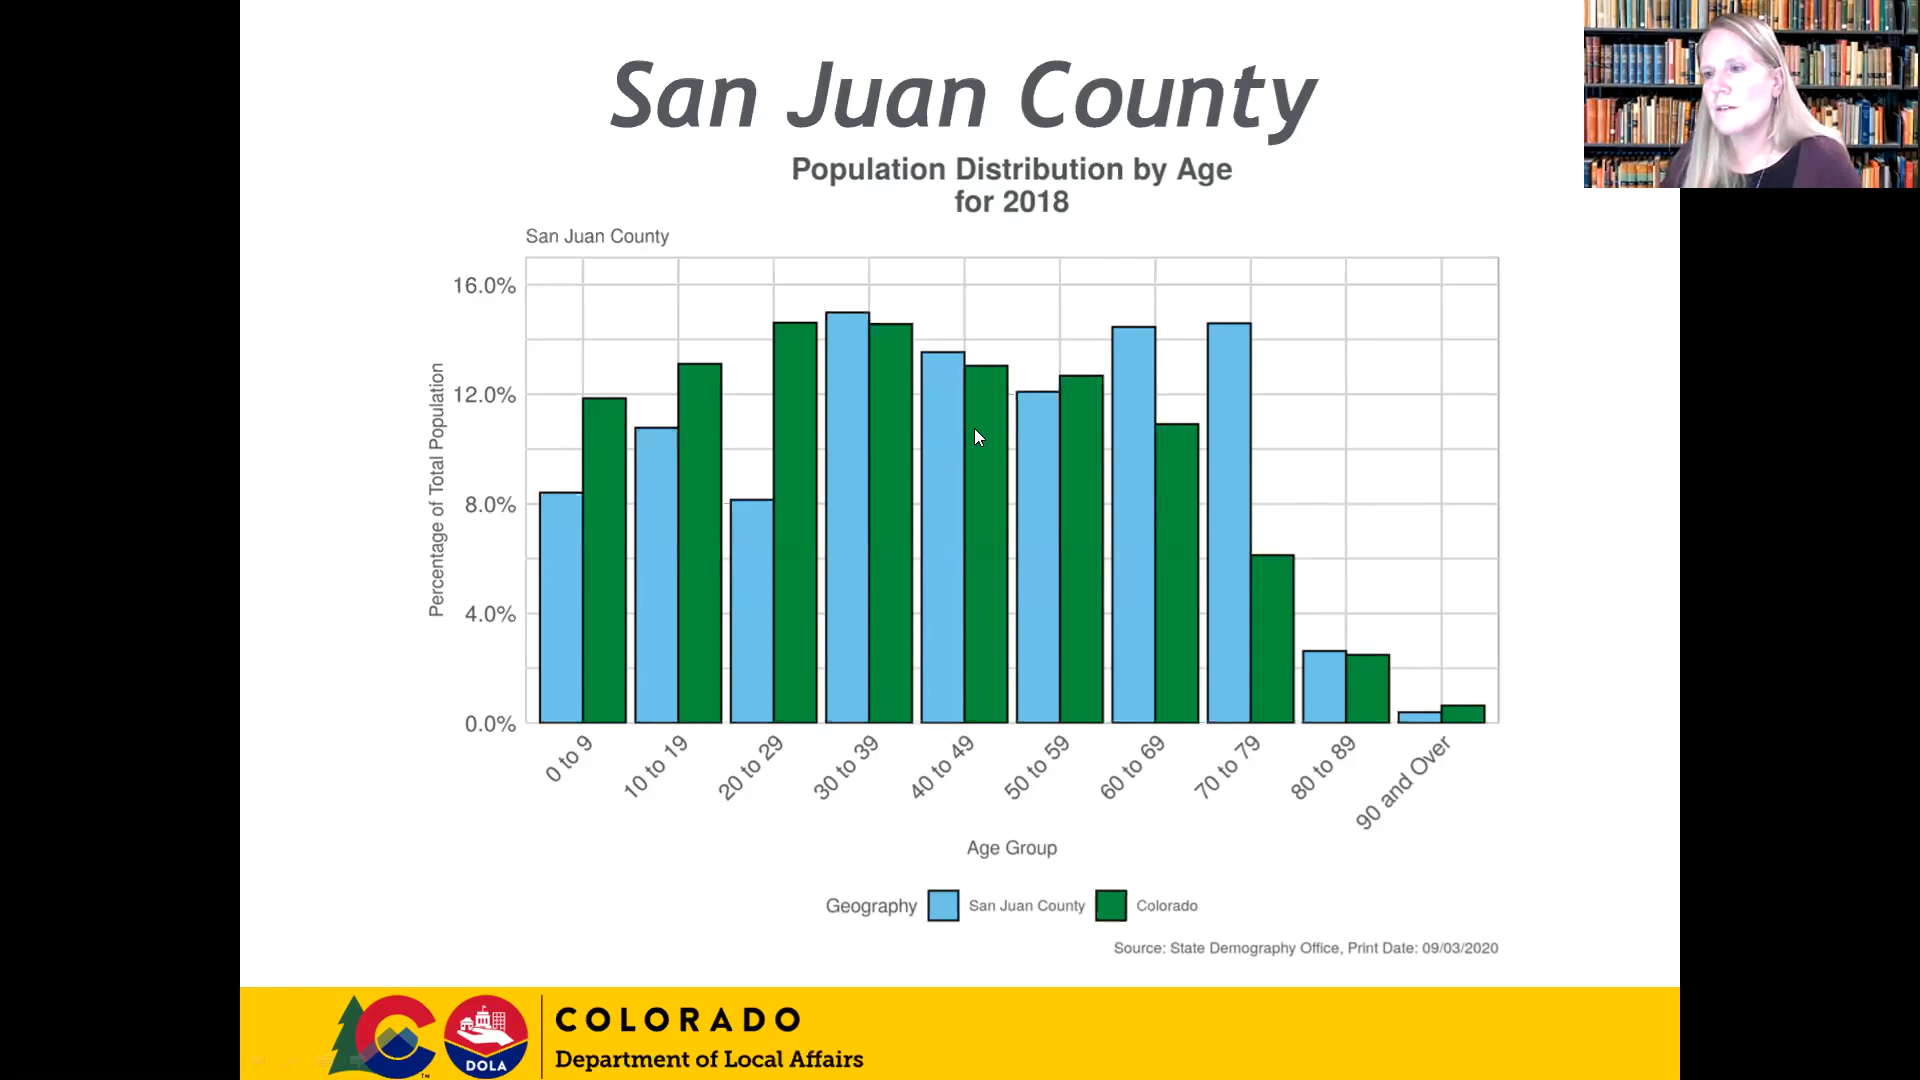 San Juan County
Population Distribution by Age
for 2018
San Juan County
Percentage of Total Population
16.0%
12.0%
8.0%
4.0%
0.0%
0 to 9
10 to 19
20 to 29
30 to 39
40 to 49
50 to 59
60 to 69
70 to 79
80 to 89
90 and Over
Age Group
Geography San Juan County Colorado
Source: State Demography Office, Print Date: 09/03/2020
COLORADO
Department of Local Affairs
DOLA
TM